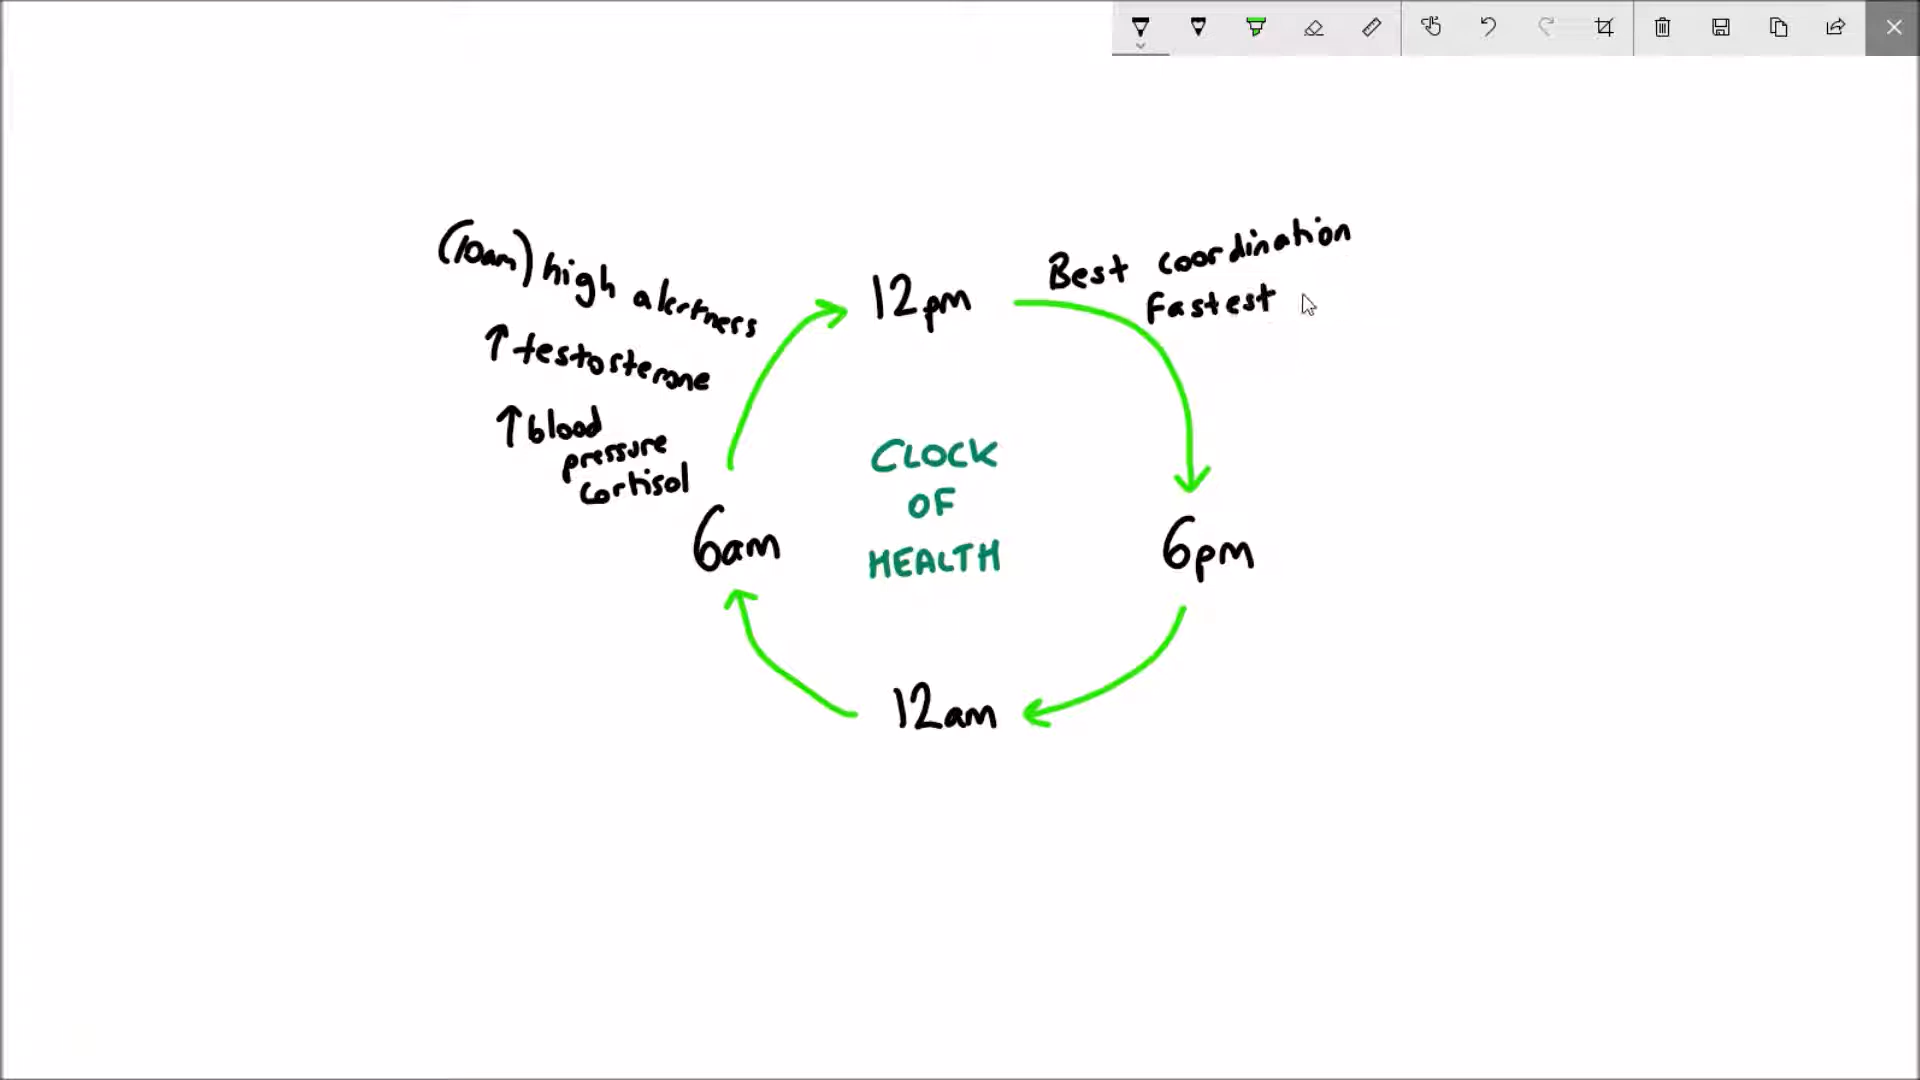 (10am) high alertness
↑ testosterone
↑ blood
pressure
cortisol
12pm
Best coordination
Fastest
CLOCK
OF
HEALTH
6am
6pm
12am